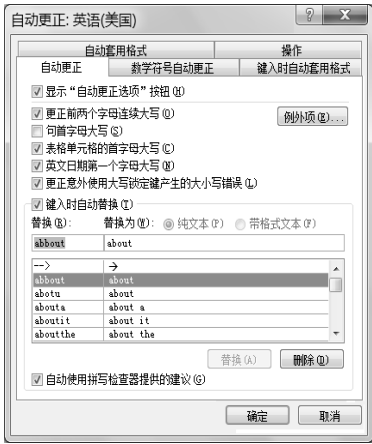 自动更正: 英语(美国)
自动套用格式 操作
自动更正 数学符号自动更正 键入时自动套用格式
显示“自动更正选项”按钮(H)
更正前两个字母连续大写(O) 例外项(E)...
句首字母大写(S)
表格单元格的首字母大写(C)
英文日期第一个字母大写(N)
更正意外使用大写锁定键产生的大小写错误(L)
键入时自动替换(T)
替换(R): 替换为(W): 纯文本(P) 带格式文本(F)
abbout about
--> →
abbout about
abotu about
abouta about a
aboutit about it
aboutthe about the
替换(A) 删除(D)
自动使用拼写检查器提供的建议(G)
确定 取消